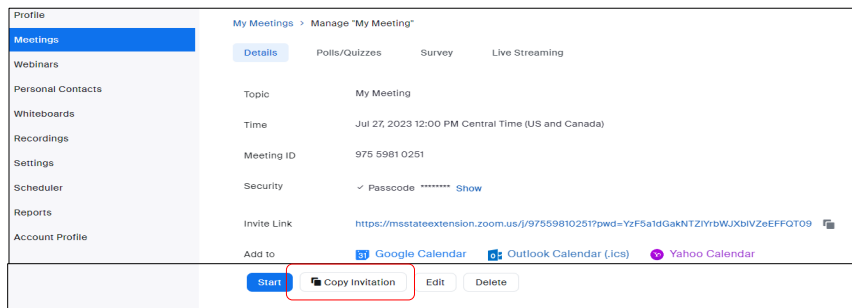 Profile
Meetings
Webinars
Personal Contacts
Whiteboards
Recordings
Settings
Scheduler
Reports
Account Profile
My Meetings > Manage "My Meeting"
Details Polls/Quizzes Survey Live Streaming
Topic My Meeting
Time Jul 27, 2023 12:00 PM Central Time (US and Canada)
Meeting ID 975 5981 0251
Security ✓ Passcode ******** Show
Invite Link https://msstateextension.zoom.us/j/97559810251?pwd=YzF5a1dGakNTZlYrbWJXblVZeEFFQT09
Add to 31 Google Calendar Outlook Calendar (.ics) Yahoo Calendar
Start Copy Invitation Edit Delete